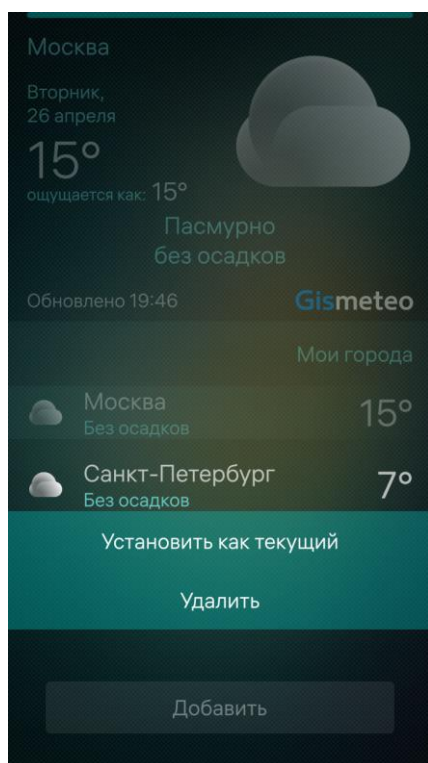 Москва
Вторник,
26 апреля
15°
ощущается как: 15°
Пасмурно
без осадков
Обновлено 19:46 Gismeteo
Мои города
Москва 15°
Без осадков
Санкт-Петербург 7°
Без осадков
Установить как текущий
Удалить
Добавить